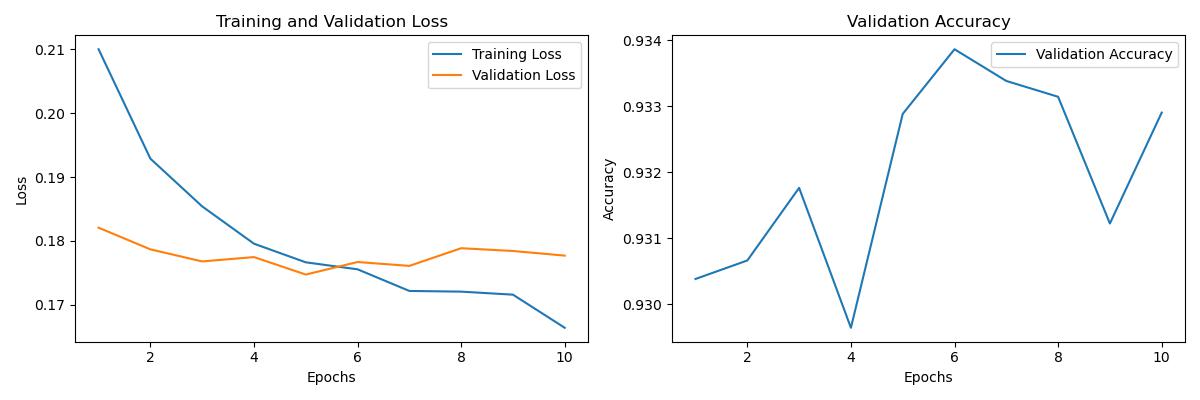 Training and Validation Loss
Loss
0.21
0.20
0.19
0.18
0.17
Training Loss
Validation Loss
2 4 6 8 10
Epochs
Validation Accuracy
Accuracy
0.934
0.933
0.932
0.931
0.930
Validation Accuracy
2 4 6 8 10
Epochs